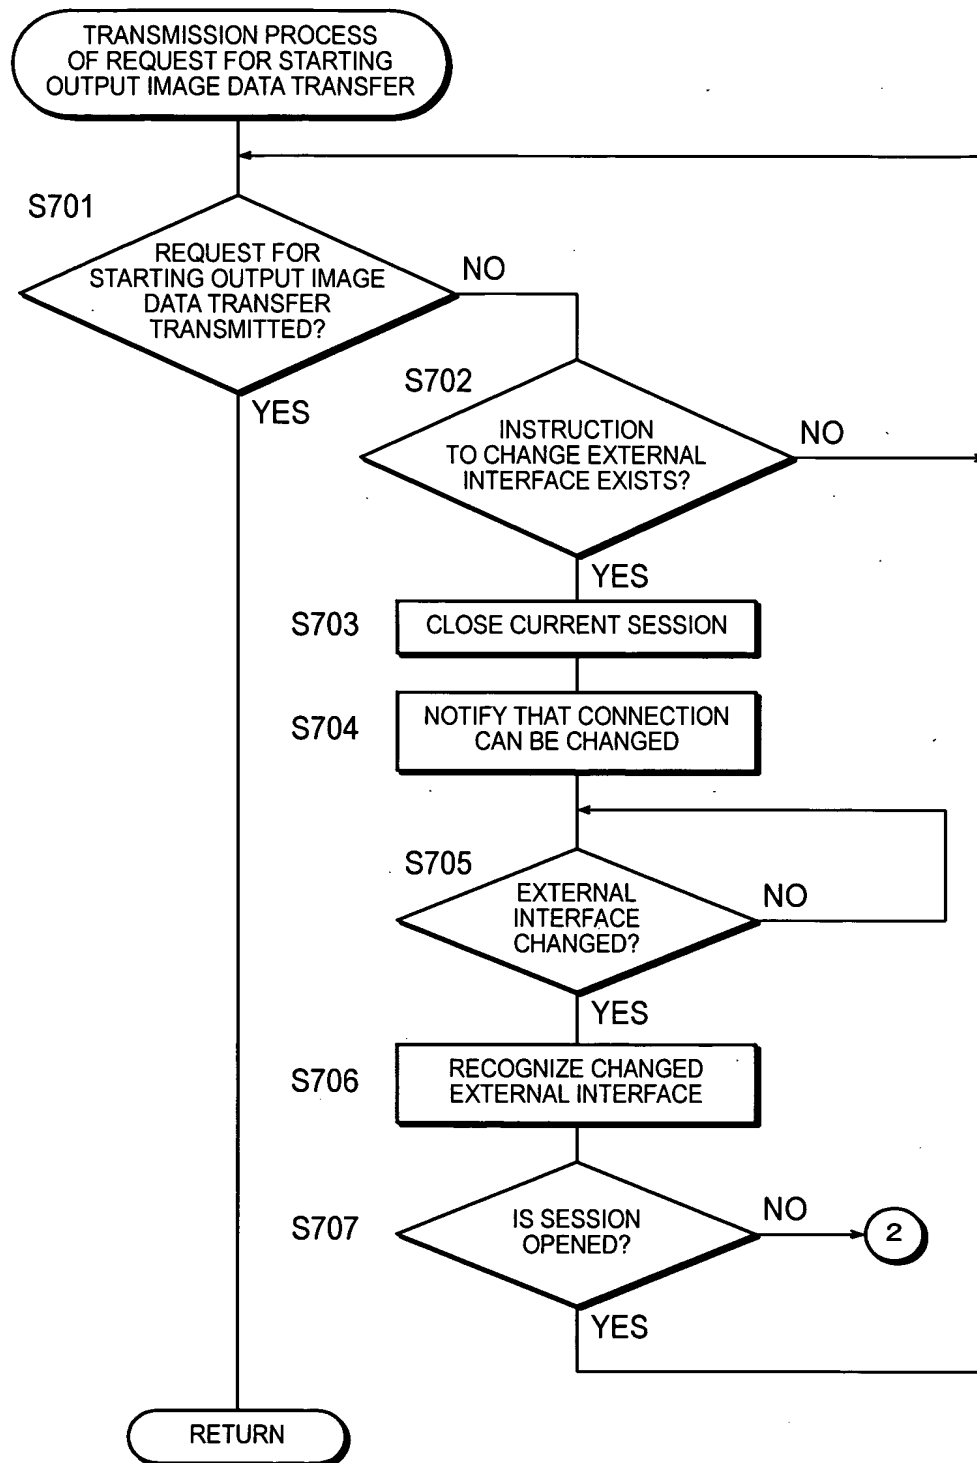 TRANSMISSION PROCESS
OF REQUEST FOR STARTING
OUTPUT IMAGE DATA TRANSFER
S701
REQUEST FOR
STARTING OUTPUT IMAGE
DATA TRANSFER
TRANSMITTED?
NO
YES
S702
INSTRUCTION
TO CHANGE EXTERNAL
INTERFACE EXISTS?
NO
YES
S703
CLOSE CURRENT SESSION
S704
NOTIFY THAT CONNECTION
CAN BE CHANGED
S705
EXTERNAL
INTERFACE
CHANGED?
NO
YES
S706
RECOGNIZE CHANGED
EXTERNAL INTERFACE
S707
IS SESSION
OPENED?
NO
2
YES
RETURN